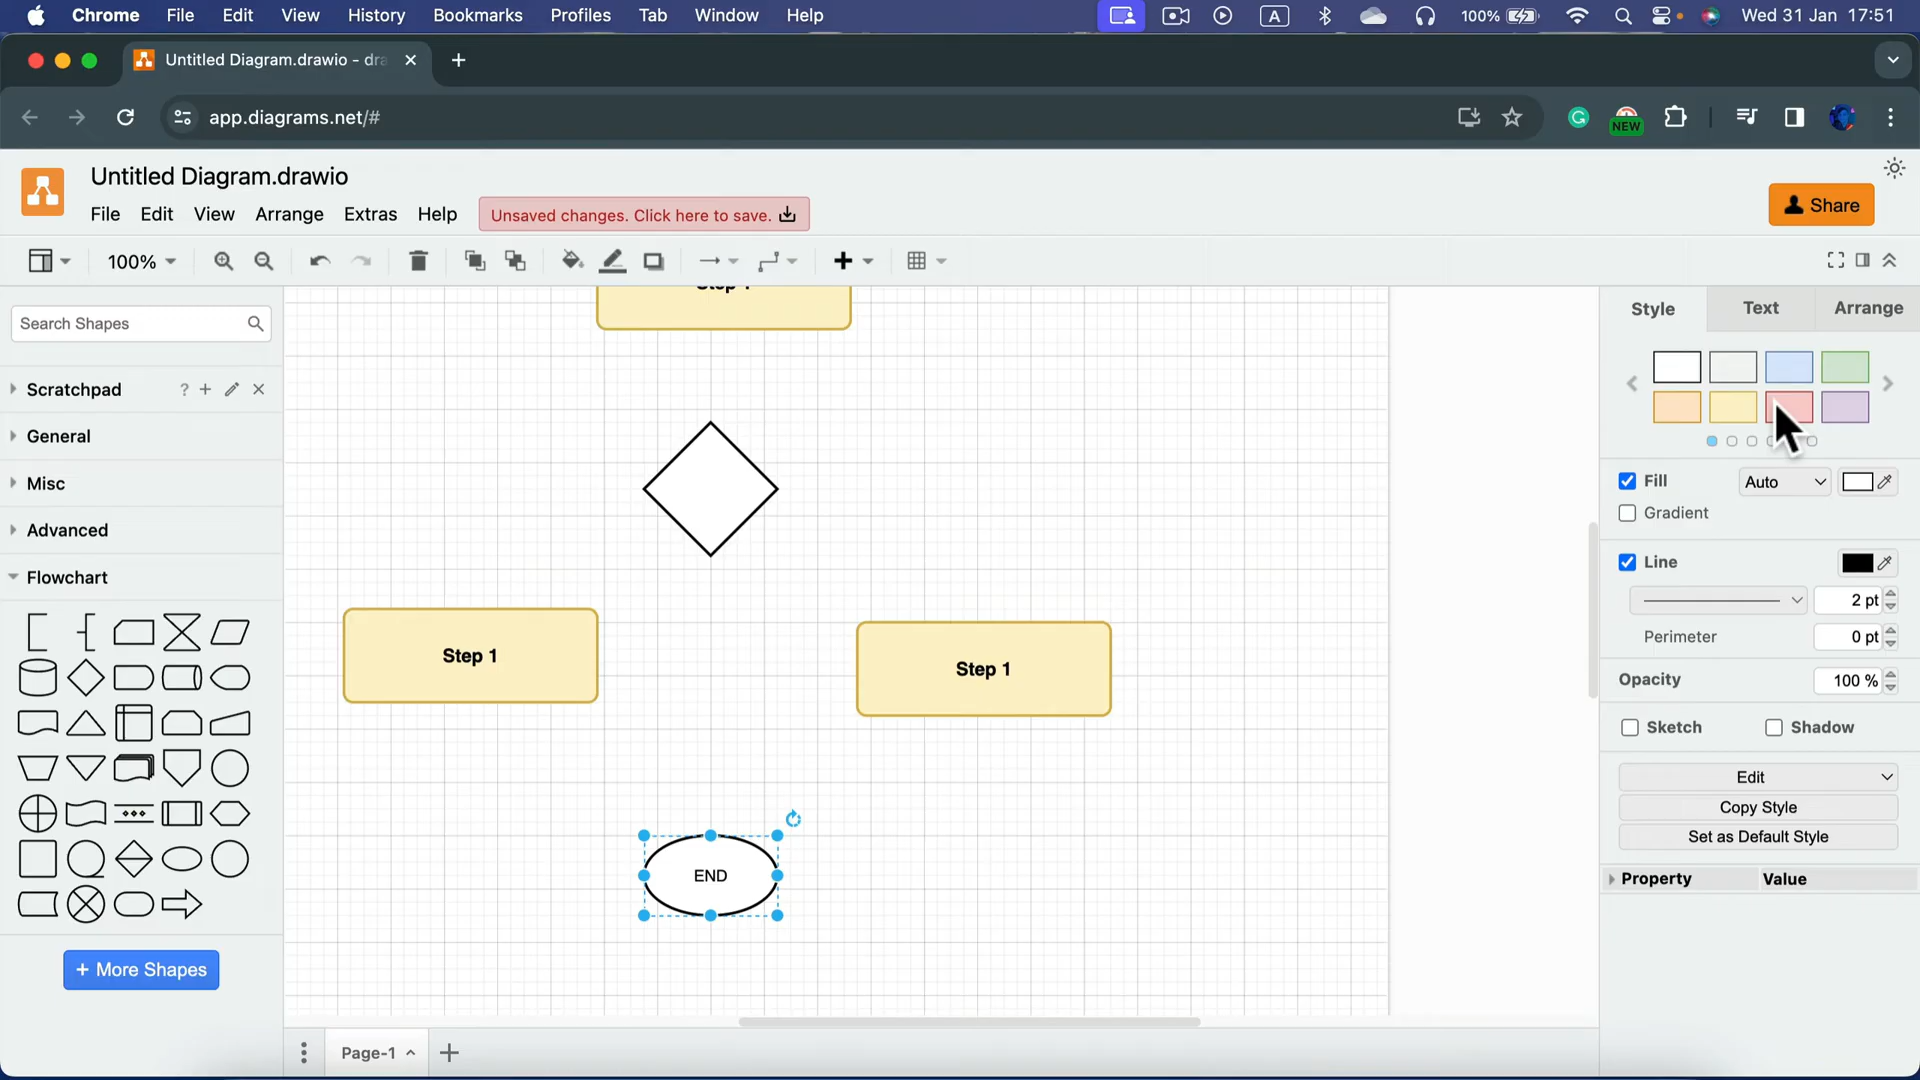 Chrome File Edit View History Bookmarks Profiles Tab Window Help A 100% Wed 31 Jan 17:51
Untitled Diagram.drawio - dra
app.diagrams.net/#
NEW
Untitled Diagram.drawio
File Edit View Arrange Extras Help Unsaved changes. Click here to save.
Share
100%
Search Shapes
Scratchpad ?
General
Misc
Advanced
Flowchart
More Shapes
Step 1
Step 1
Step 1
END
Page-1
Style Text Arrange
Fill Auto
Gradient
Line
2 pt
Perimeter 0 pt
Opacity 100 %
Sketch Shadow
Edit
Copy Style
Set as Default Style
Property Value